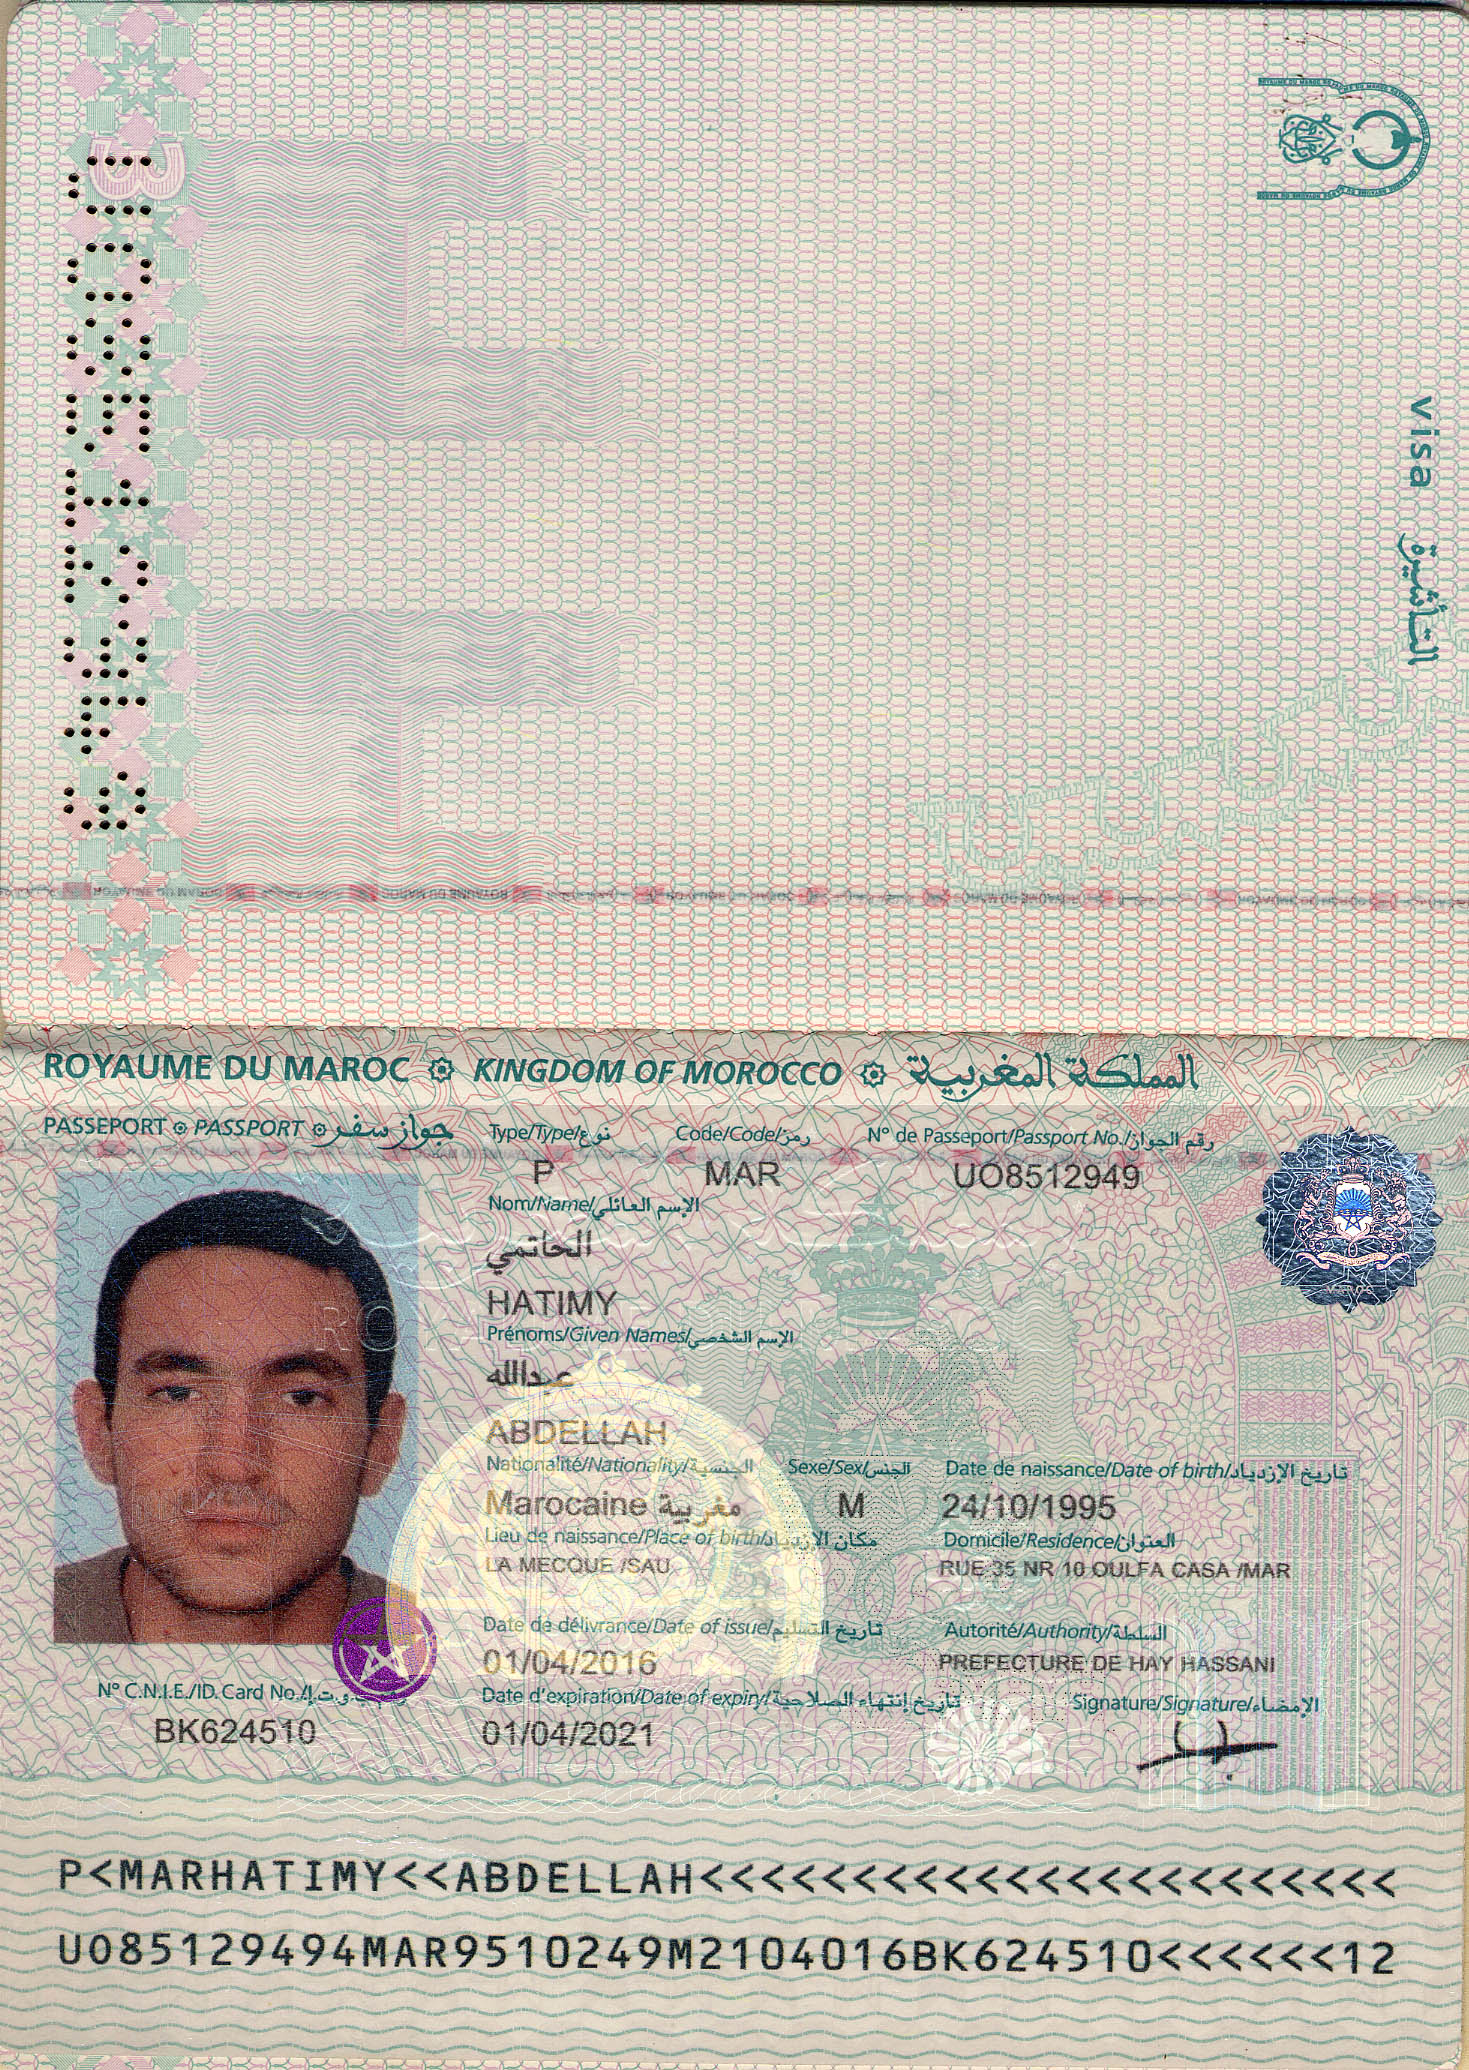 visa التأشيرة
ROYAUME DU MAROC KINGDOM OF MOROCCO المملكة المغربية
PASSEPORT PASSPORT جواز سفر
Type/Type/نوع Code/Code/رمز N° de Passeport/Passport No./رقم الجواز
P MAR UO8512949
Nom/Name/الإسم العائلي
الحاتمي
HATIMY
Prénoms/Given Names/الإسم الشخصي
عبدالله
ABDELLAH
Nationalité/Nationality/الجنسية Sexe/Sex/الجنس Date de naissance/Date of birth/تاريخ الإزدياد
Marocaine مغربية M 24/10/1995
Lieu de naissance/Place of birth/مكان الإزدياد Domicile/Residence/العنوان
LA MECQUE /SAU RUE 35 NR 10 OULFA CASA /MAR
Date de délivrance/Date of issue/تاريخ التسليم Autorité/Authority/السلطة
01/04/2016 PREFECTURE DE HAY HASSANI
N° C.N.I.E./ID. Card No./ Date d'expiration/Date of expiry/تاريخ إنتهاء الصلاحية Signature/Signature/الإمضاء
BK624510 01/04/2021
P<MARHATIMY<<ABDELLAH<<<<<<<<<<<<<<<<<<<<<<<
UO85129494MAR9510249M2104016BK624510<<<<<<12